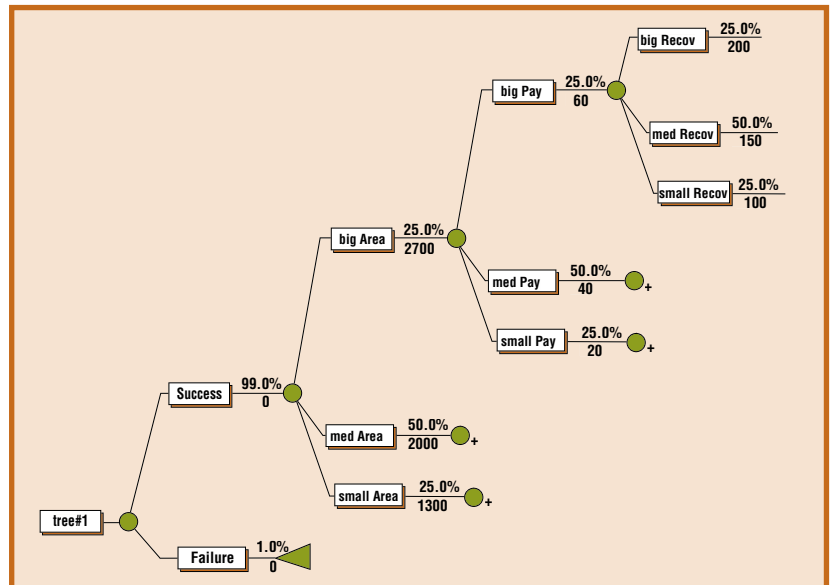 25.0%
big Recov
200
25.0%
big Pay
60
50.0%
med Recov
150
25.0%
small Recov
100
25.0%
big Area
2700
50.0%
med Pay
40
+
25.0%
small Pay
20
+
99.0%
Success
0
50.0%
med Area
2000
+
25.0%
small Area
1300
+
tree#1
1.0%
Failure
0